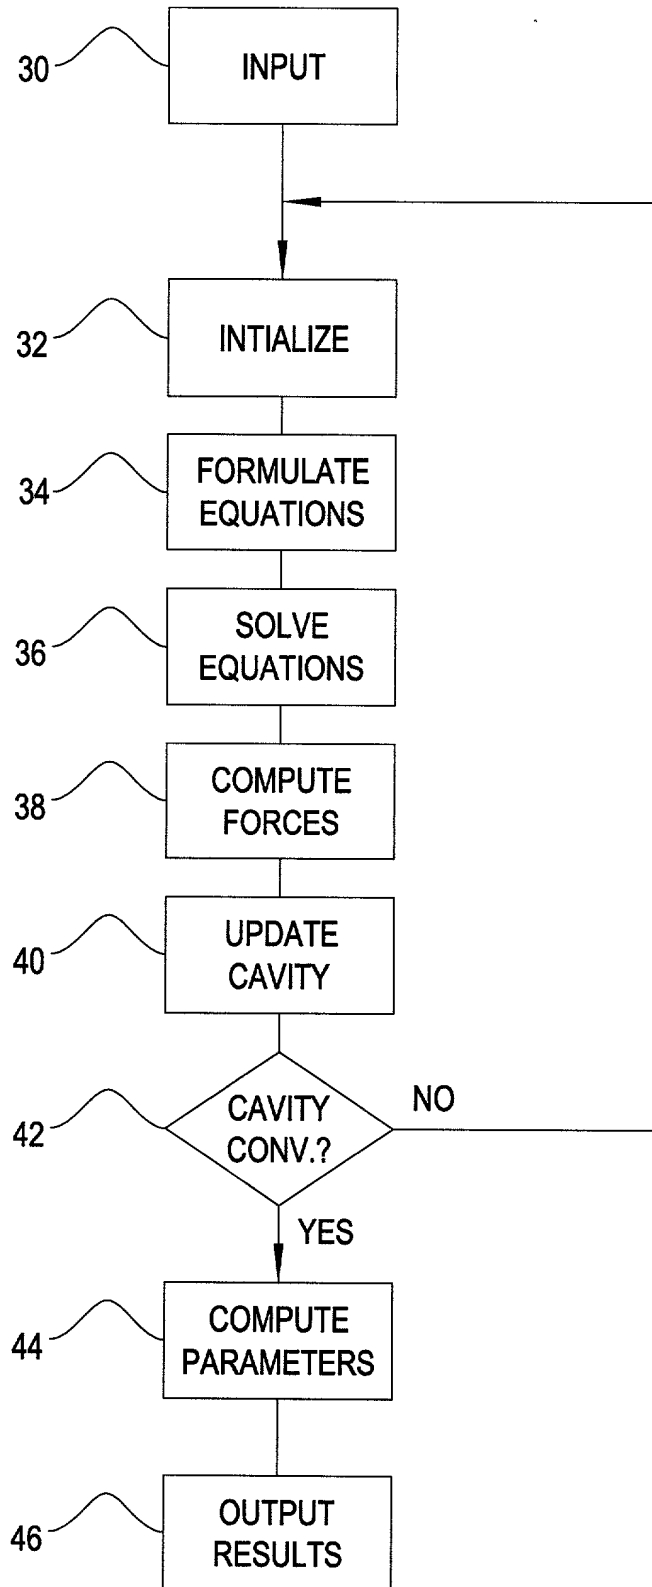 30
INPUT
32
INTIALIZE
34
FORMULATE
EQUATIONS
36
SOLVE
EQUATIONS
38
COMPUTE
FORCES
40
UPDATE
CAVITY
42
CAVITY
CONV.?
NO
YES
44
COMPUTE
PARAMETERS
46
OUTPUT
RESULTS